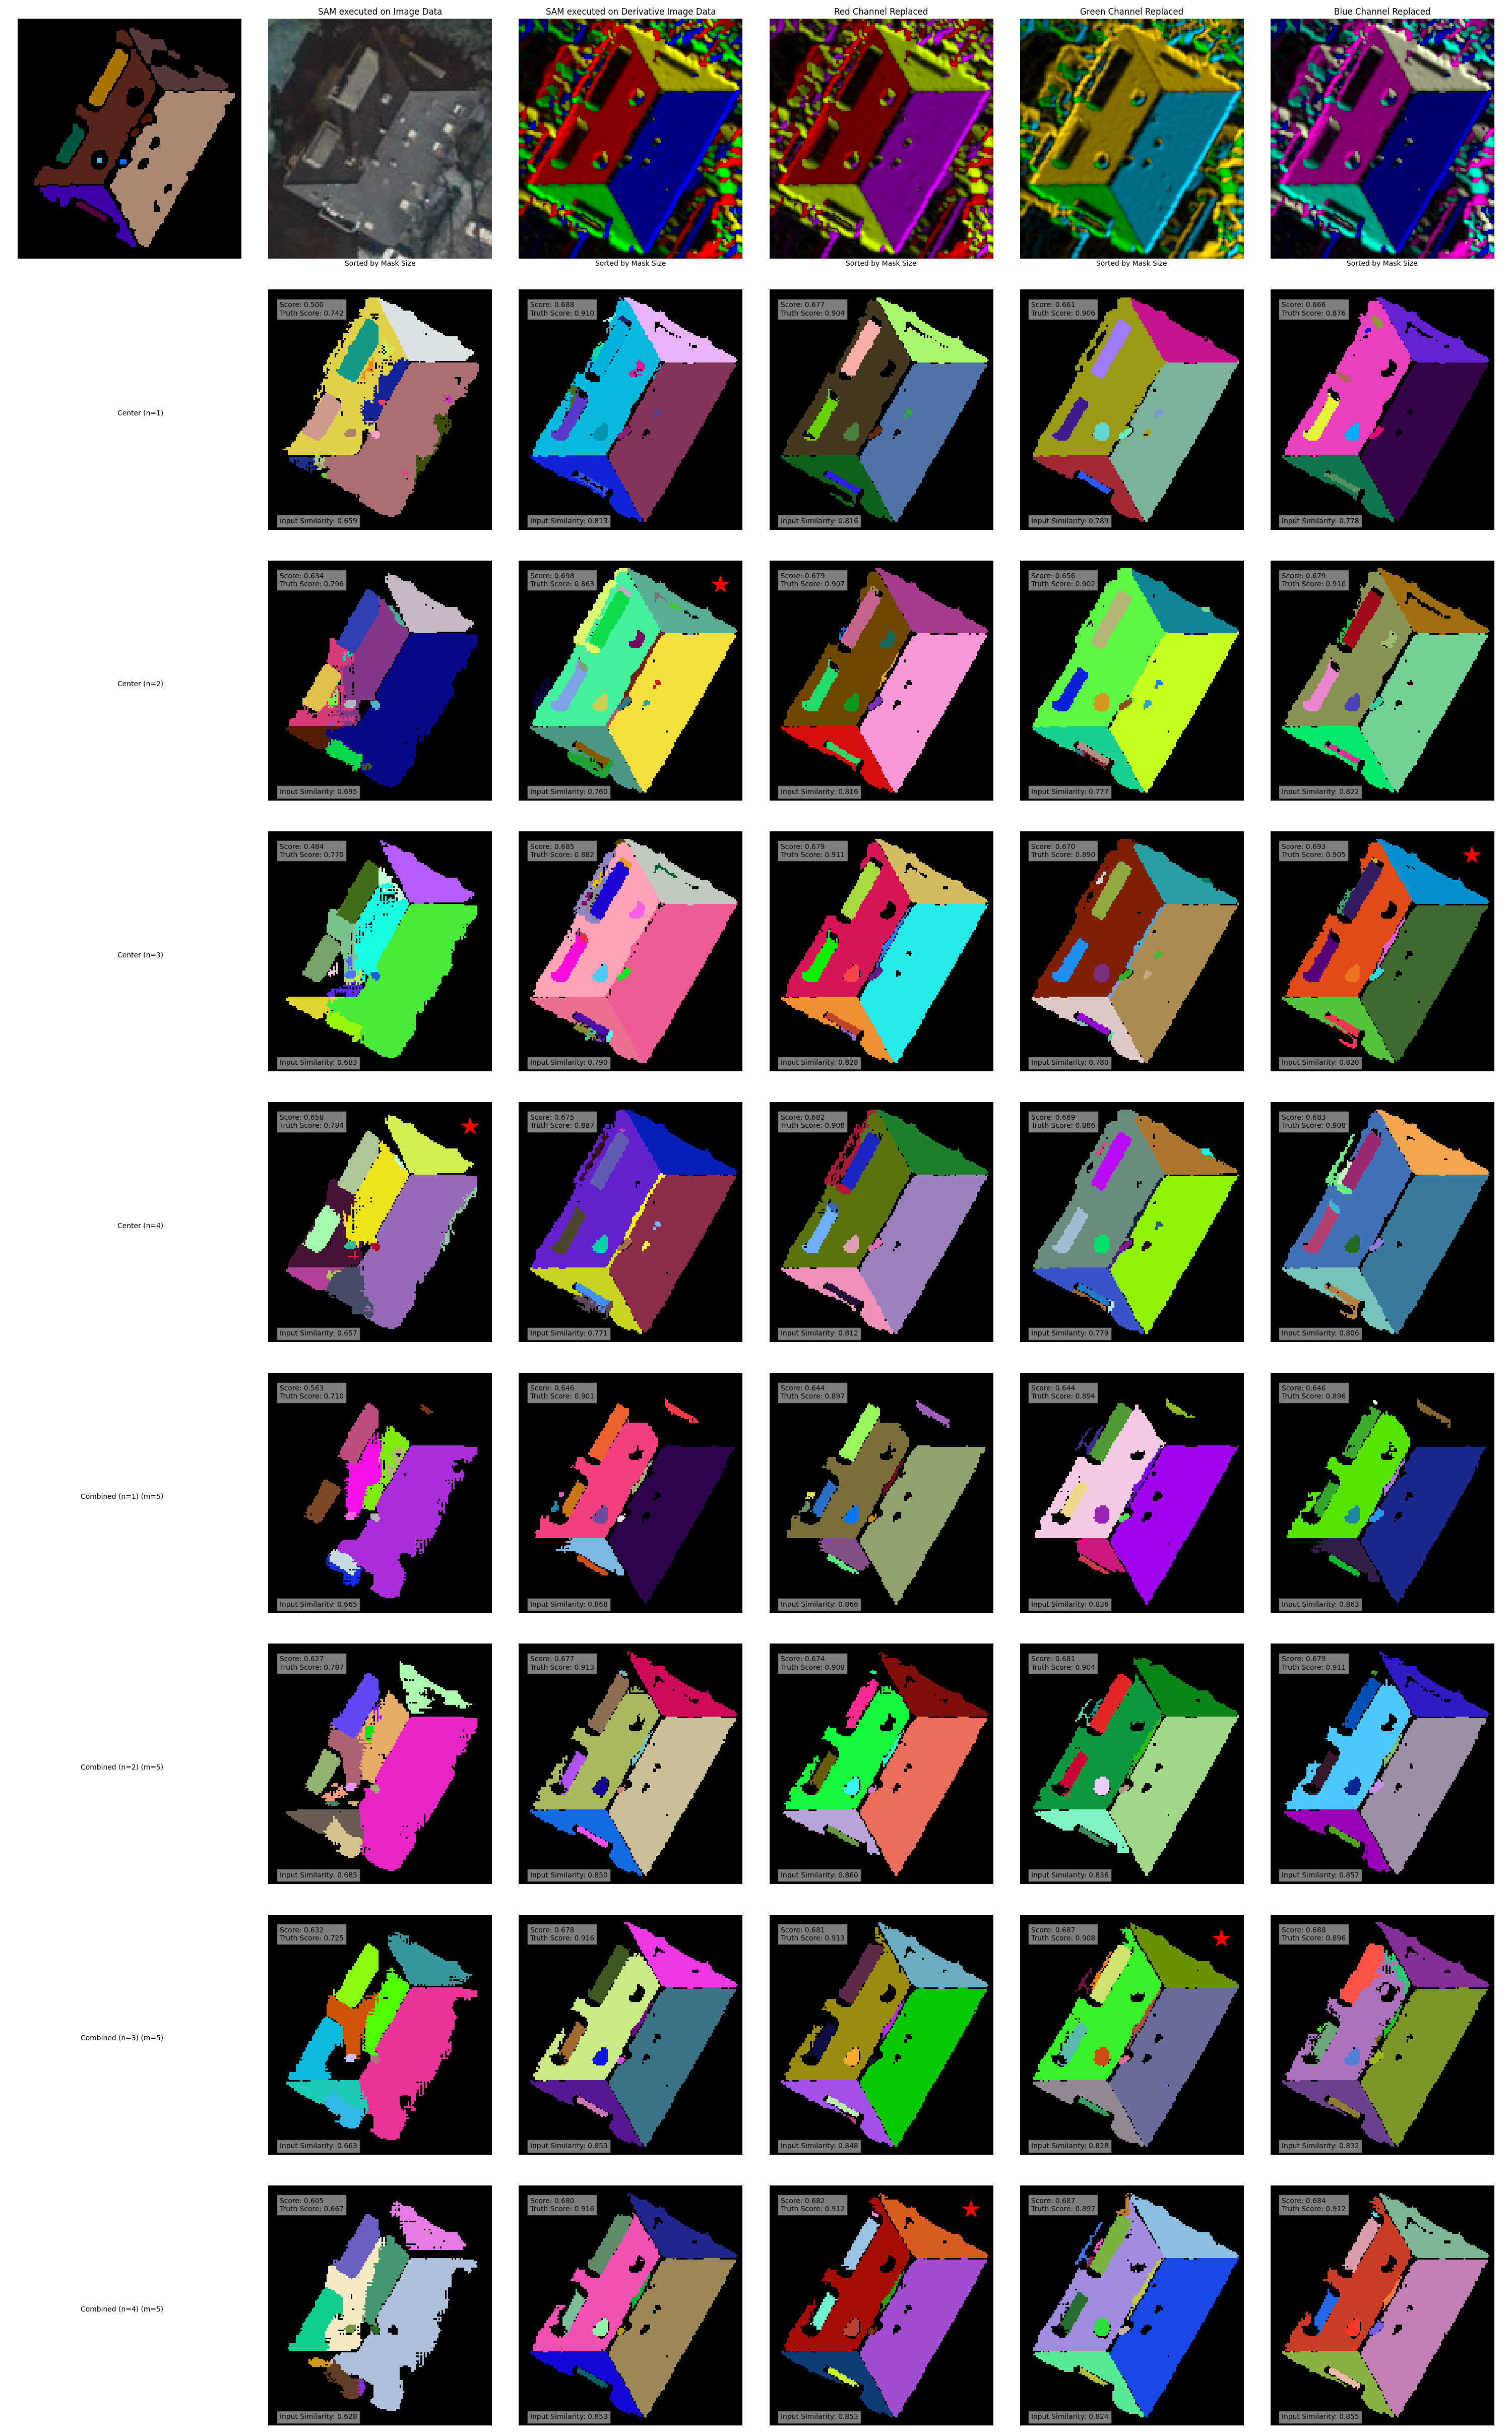 SAM executed on Image Data
SAM executed on Derivative Image Data
Red Channel Replaced
Green Channel Replaced
Blue Channel Replaced
Sorted by Mask Size
Sorted by Mask Size
Sorted by Mask Size
Sorted by Mask Size
Sorted by Mask Size
Center (n=1)
Score: 0.500
Truth Score: 0.742
Input Similarity: 0.659
Score: 0.688
Truth Score: 0.910
Input Similarity: 0.813
Score: 0.677
Truth Score: 0.904
Input Similarity: 0.816
Score: 0.661
Truth Score: 0.906
Input Similarity: 0.789
Score: 0.666
Truth Score: 0.876
Input Similarity: 0.778
Center (n=2)
Score: 0.634
Truth Score: 0.796
Input Similarity: 0.695
Score: 0.698
Truth Score: 0.863
Input Similarity: 0.760
Score: 0.679
Truth Score: 0.907
Input Similarity: 0.816
Score: 0.656
Truth Score: 0.902
Input Similarity: 0.777
Score: 0.679
Truth Score: 0.916
Input Similarity: 0.822
Center (n=3)
Score: 0.484
Truth Score: 0.770
Input Similarity: 0.683
Score: 0.685
Truth Score: 0.882
Input Similarity: 0.790
Score: 0.679
Truth Score: 0.911
Input Similarity: 0.828
Score: 0.670
Truth Score: 0.890
Input Similarity: 0.780
Score: 0.693
Truth Score: 0.905
Input Similarity: 0.820
Center (n=4)
Score: 0.658
Truth Score: 0.784
Input Similarity: 0.657
Score: 0.675
Truth Score: 0.887
Input Similarity: 0.771
Score: 0.682
Truth Score: 0.908
Input Similarity: 0.812
Score: 0.669
Truth Score: 0.886
Input Similarity: 0.779
Score: 0.683
Truth Score: 0.908
Input Similarity: 0.806
Combined (n=1) (m=5)
Score: 0.563
Truth Score: 0.710
Input Similarity: 0.665
Score: 0.646
Truth Score: 0.901
Input Similarity: 0.868
Score: 0.644
Truth Score: 0.897
Input Similarity: 0.866
Score: 0.644
Truth Score: 0.894
Input Similarity: 0.836
Score: 0.646
Truth Score: 0.896
Input Similarity: 0.863
Combined (n=2) (m=5)
Score: 0.627
Truth Score: 0.787
Input Similarity: 0.685
Score: 0.677
Truth Score: 0.913
Input Similarity: 0.850
Score: 0.674
Truth Score: 0.908
Input Similarity: 0.860
Score: 0.681
Truth Score: 0.904
Input Similarity: 0.836
Score: 0.679
Truth Score: 0.911
Input Similarity: 0.857
Combined (n=3) (m=5)
Score: 0.632
Truth Score: 0.725
Input Similarity: 0.663
Score: 0.678
Truth Score: 0.916
Input Similarity: 0.853
Score: 0.681
Truth Score: 0.913
Input Similarity: 0.848
Score: 0.687
Truth Score: 0.908
Input Similarity: 0.828
Score: 0.688
Truth Score: 0.896
Input Similarity: 0.832
Combined (n=4) (m=5)
Score: 0.605
Truth Score: 0.667
Input Similarity: 0.628
Score: 0.680
Truth Score: 0.916
Input Similarity: 0.853
Score: 0.682
Truth Score: 0.912
Input Similarity: 0.853
Score: 0.687
Truth Score: 0.897
Input Similarity: 0.824
Score: 0.684
Truth Score: 0.912
Input Similarity: 0.855